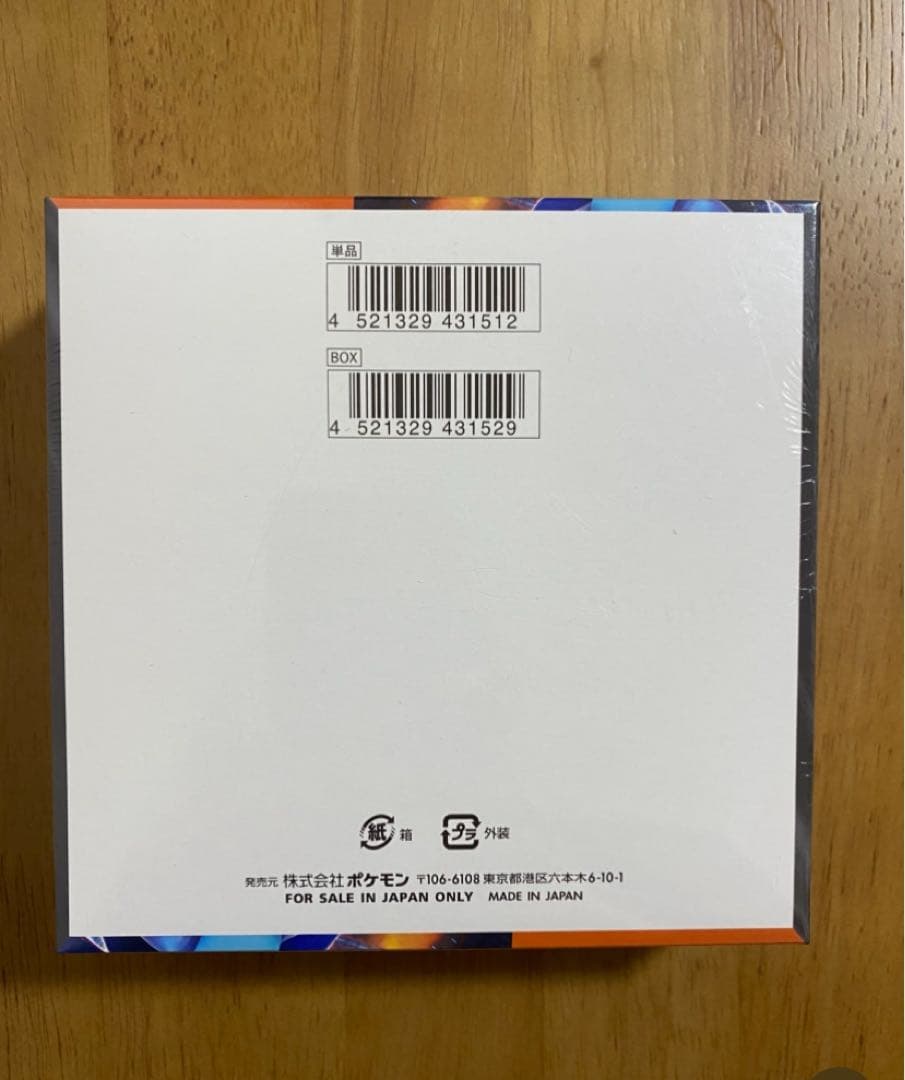 単品
4 521329 431512
BOX
4 521329 431529
紙 箱 プラ 外装
発売元 株式会社 ポケモン 〒106-6108 東京都港区六本木6-10-1
FOR SALE IN JAPAN ONLY MADE IN JAPAN